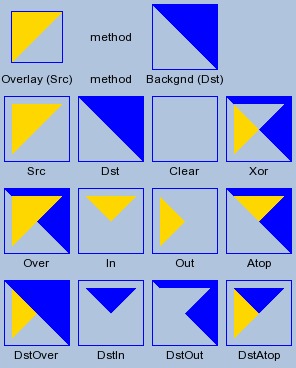 method
Overlay (Src) method Backgnd (Dst)
Src Dst Clear Xor
Over In Out Atop
DstOver DstIn DstOut DstAtop